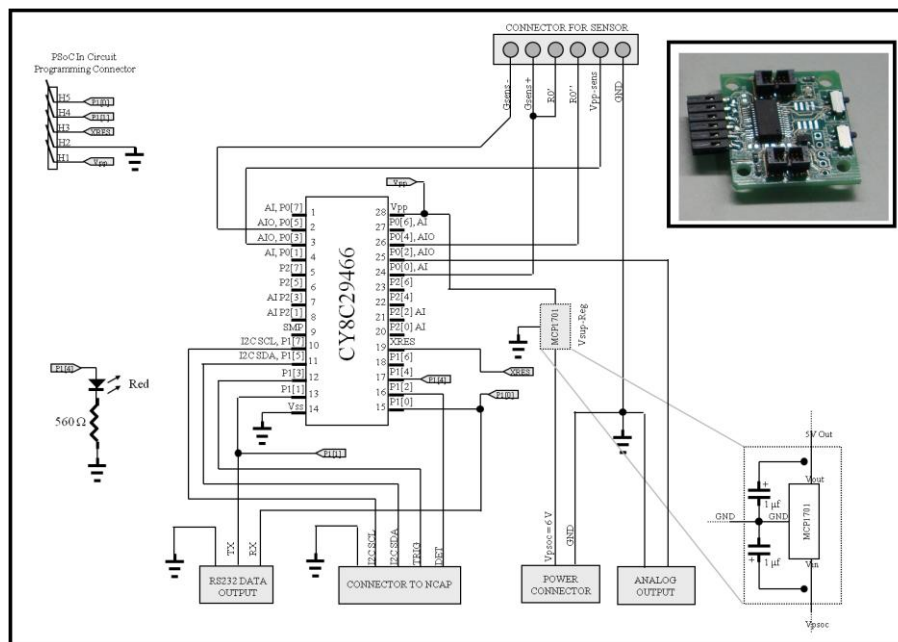 CONNECTOR FOR SENSOR
Gsens -
Gsens +
R0'
R0''
Vpp-sens
GND
PSoC In Circuit
Programming Connector
H5 P1[0]
H4 P1[1]
H3 XRES
H2
H1 Vpp
Vpp
CY8C29466
AI, P0[7] 1
AIO, P0[5] 2
AIO, P0[3] 3
AI, P0[1] 4
P2[7] 5
P2[5] 6
AI P2[3] 7
AI P2[1] 8
SMP 9
I2C SCL, P1[7] 10
I2C SDA, P1[5] 11
P1[3] 12
P1[1] 13
Vss 14
28 Vpp
27 P0[6], AI
26 P0[4], AIO
25 P0[2], AIO
24 P0[0], AI
23 P2[6]
22 P2[4]
21 P2[2] AI
20 P2[0] AI
19 XRES
18 P1[6]
17 P1[4]
16 P1[2]
15 P1[0]
XRES
P1[4]
P1[0]
P1[1]
MCP1701
Vsup-Reg
P1[4]
Red
560 Ω
TX
RX
RS232 DATA
OUTPUT
I2C SCL
I2C SDA
TRIG
DET
CONNECTOR TO NCAP
Vpsoc = 6 V
GND
POWER
CONNECTOR
ANALOG
OUTPUT
5V Out
Vout
+
1 µf
GND
GND
MCP1701
+
1 µf
Vin
Vpsoc